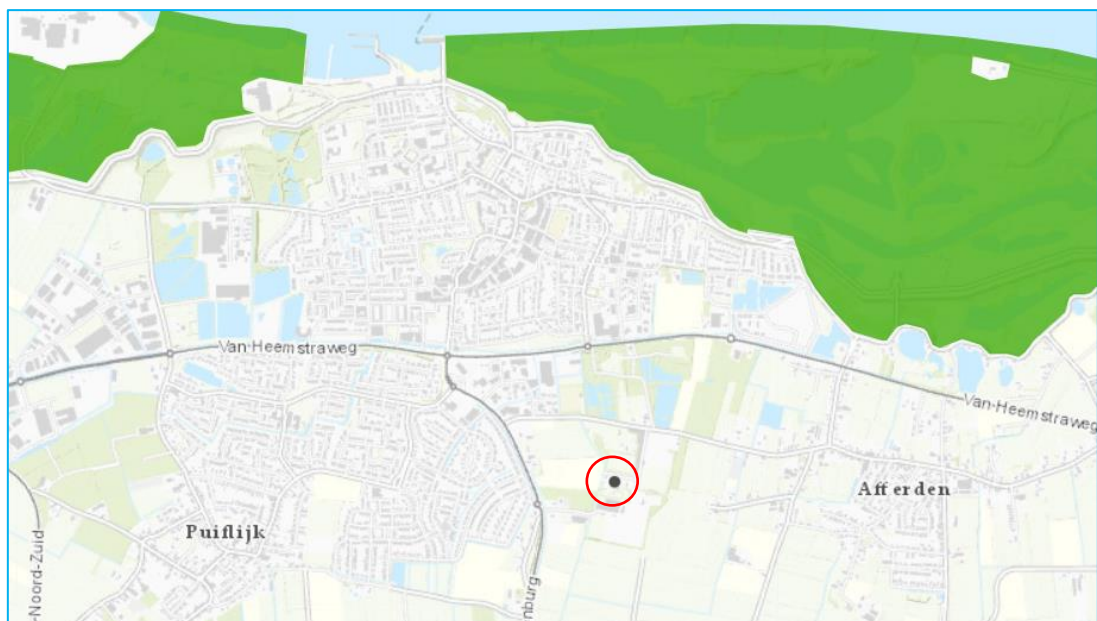 Van-Heemstraweg
Van-Heemstraweg
Afferden
Puiflijk
-Noord-Zuid
nburg